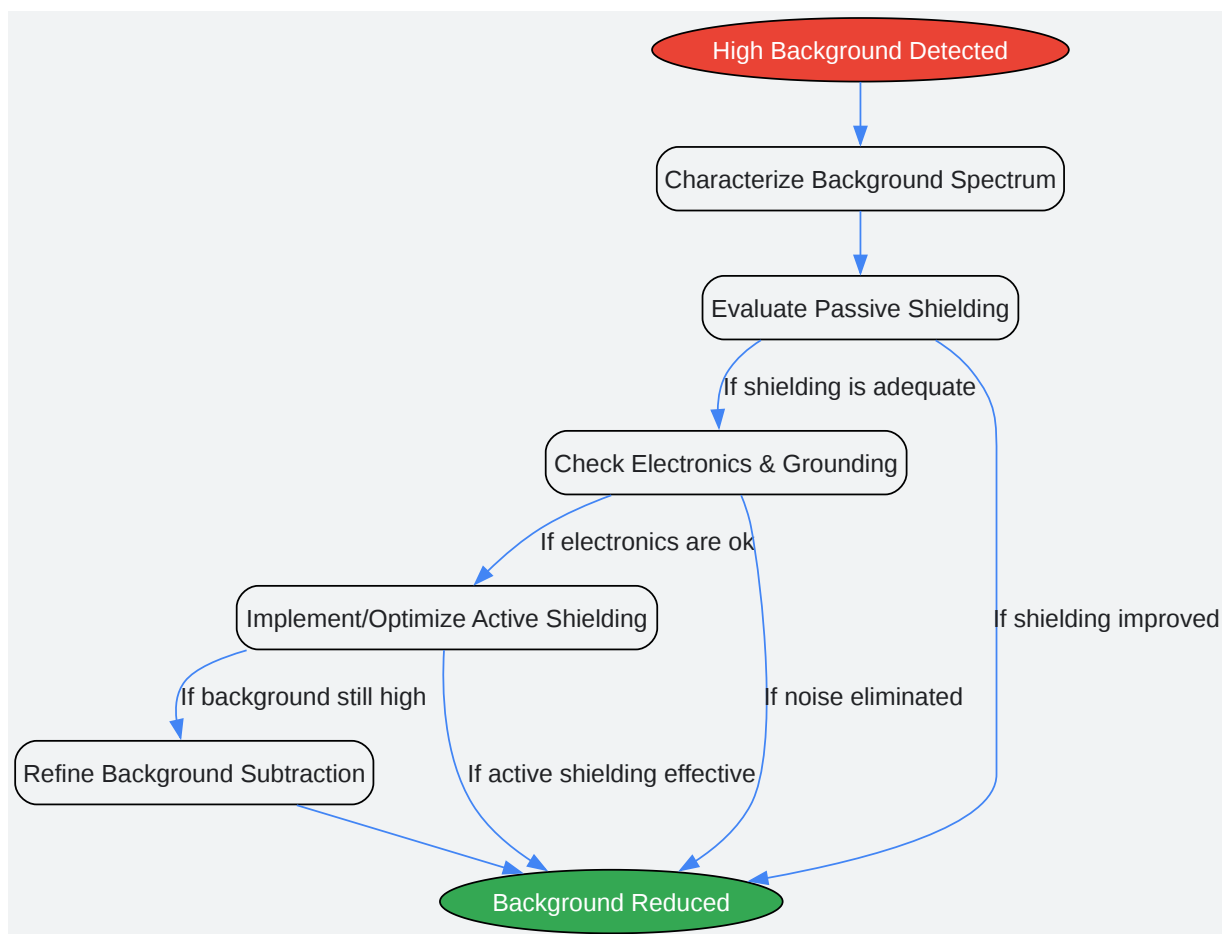 High Background Detected
Characterize Background Spectrum
Evaluate Passive Shielding
If shielding is adequate
Check Electronics & Grounding
If electronics are ok
Implement/Optimize Active Shielding
If shielding improved
If background still high
If noise eliminated
Refine Background Subtraction
If active shielding effective
Background Reduced